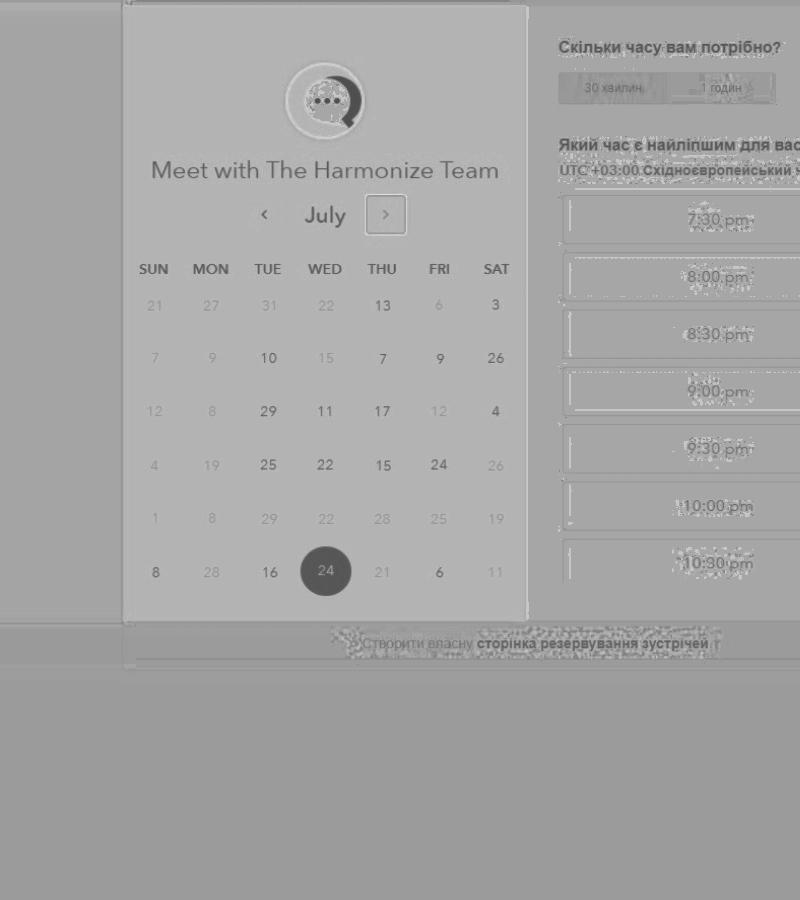 Meet with The Harmonize Team
July
SUN MON TUE WED THU FRI SAT
21 27 31 22 13 6 3
7 9 10 15 7 9 26
12 8 29 11 17 12 4
4 19 25 22 15 24 26
1 8 29 22 28 25 19
8 28 16 24 21 6 11
Скільки часу вам потрібно?
30 хвилин 1 годин
Який час є найліпшим для вас
UTC +03:00 Східноєвропейський
7:30 pm
8:00 pm
8:30 pm
9:00 pm
9:30 pm
10:00 pm
10:30 pm
Створити власну сторінка резервування зустрічей